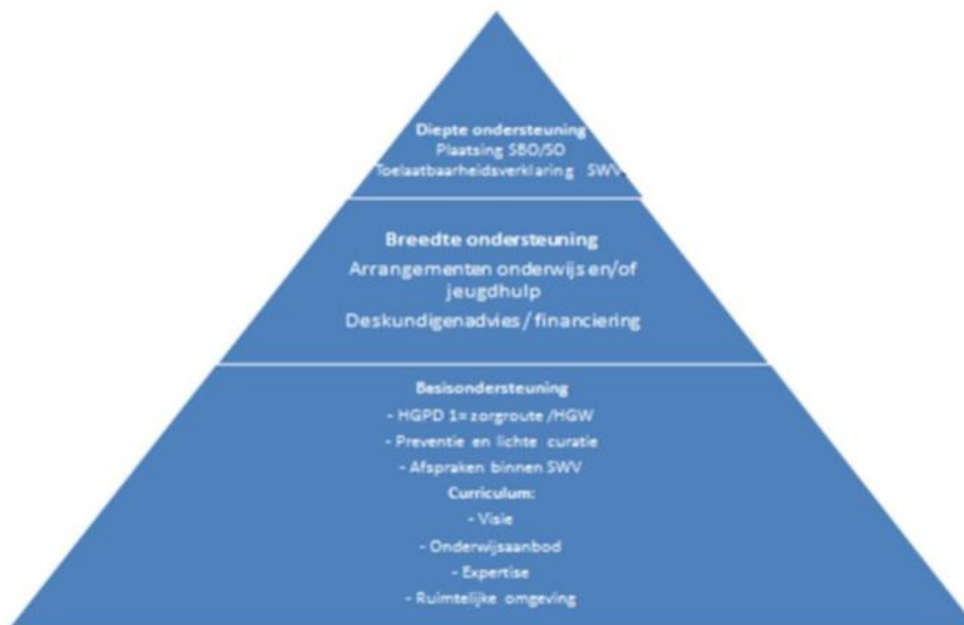 Diepte ondersteuning
Plaatsing SBO/SO
Toelaatbaarheidsverklaring SWV.
Breedte ondersteuning
Arrangementen onderwijs en/of
jeugdhulp
Deskundigenadvies / financiering
Basisondersteuning
- HGPD 1= zorgroute /HGW
- Preventie en lichte curatie
- Afspraken binnen SWV
Curriculum:
- Visie
- Onderwijsaanbod
- Expertise
- Ruimtelijke omgeving